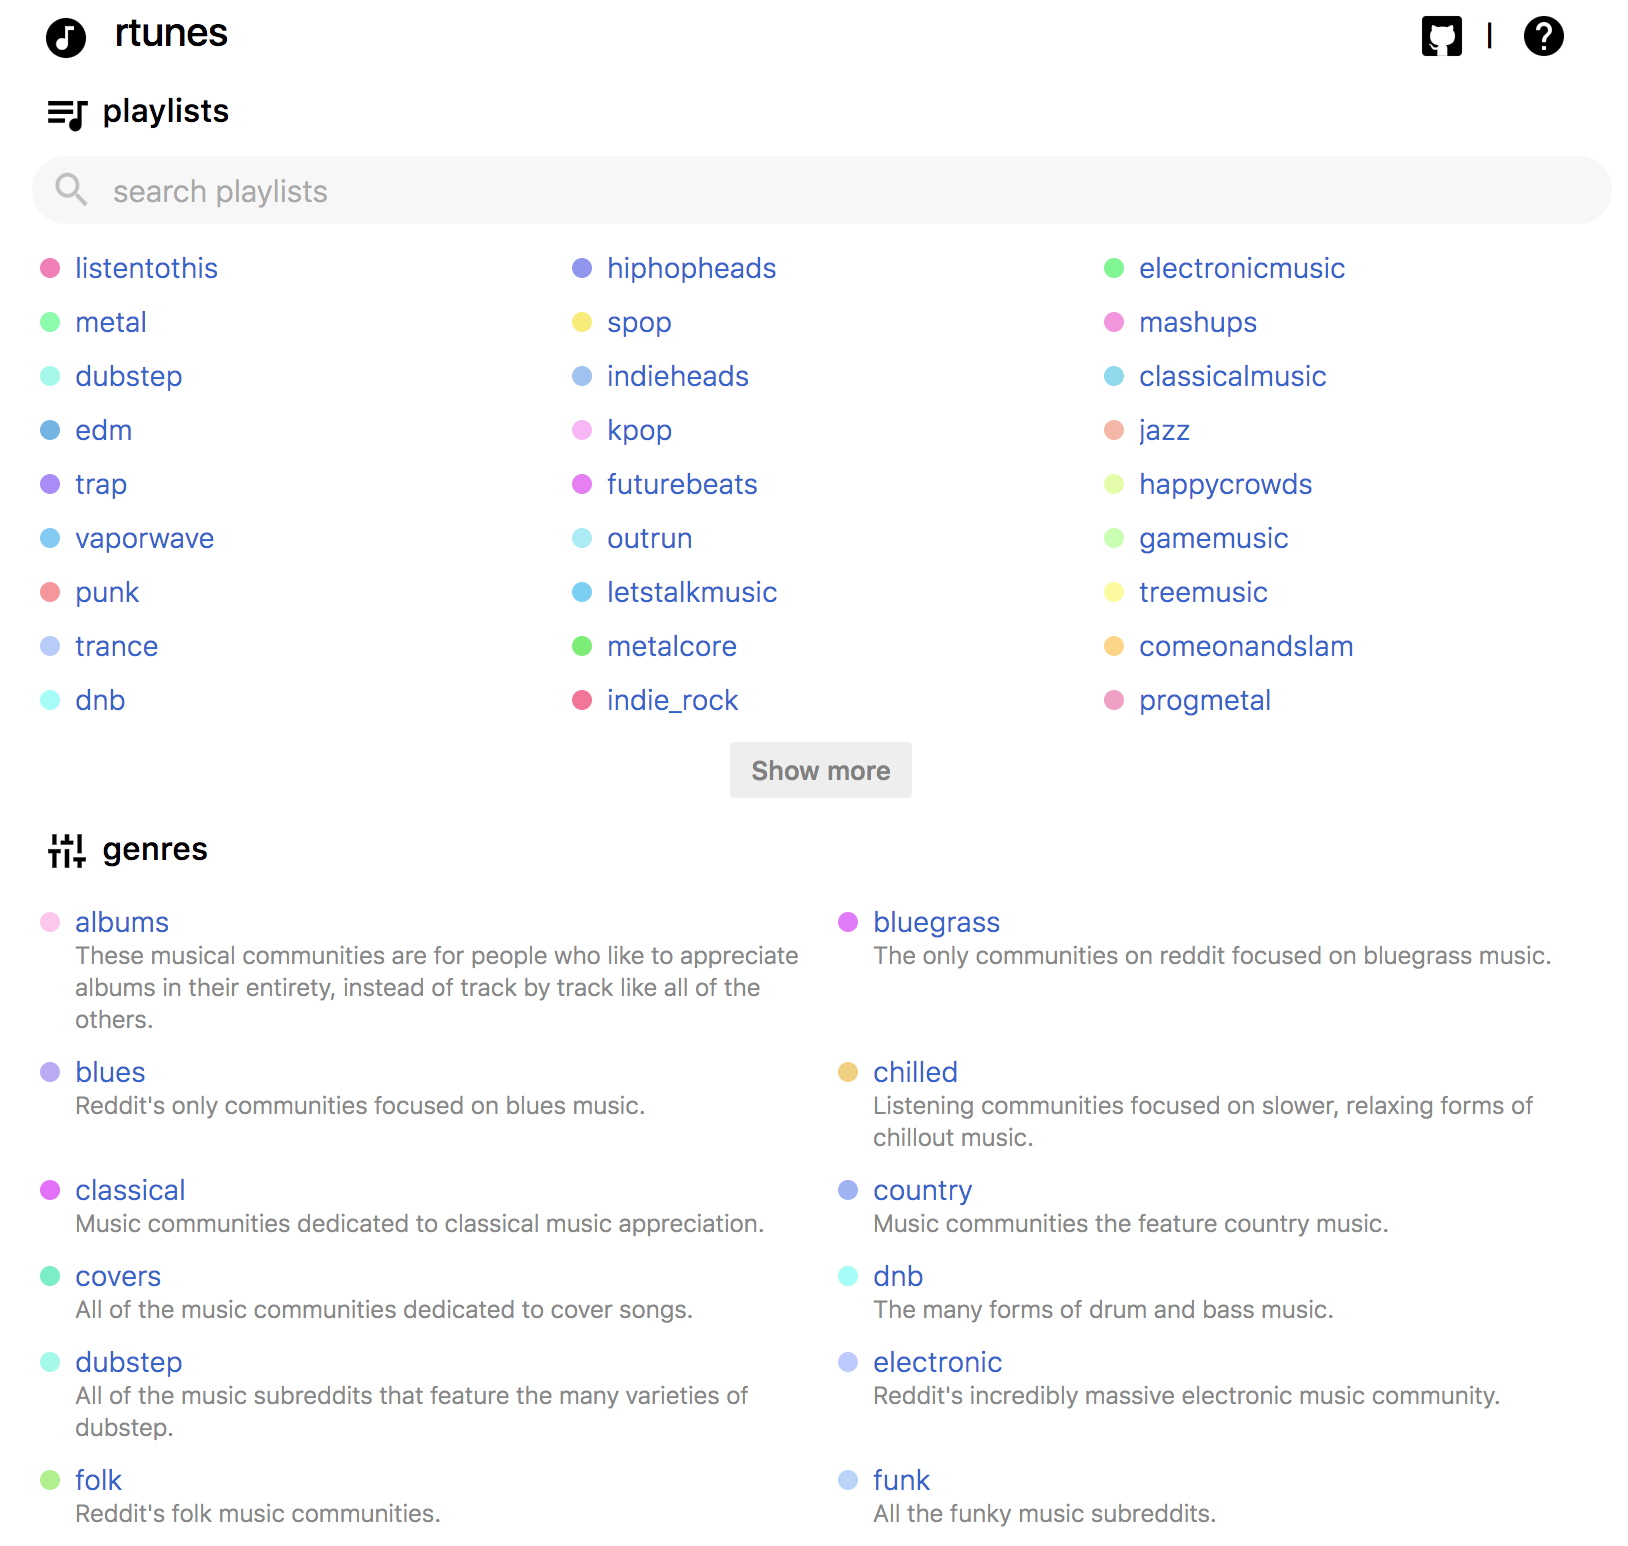 rtunes
|
playlists
search playlists
listentothis
hiphopheads
electronicmusic
metal
spop
mashups
dubstep
indieheads
classicalmusic
edm
kpop
jazz
trap
futurebeats
happycrowds
vaporwave
outrun
gamemusic
punk
letstalkmusic
treemusic
trance
metalcore
comeonandslam
dnb
indie_rock
progmetal
Show more
genres
albums
These musical communities are for people who like to appreciate
albums in their entirety, instead of track by track like all of the
others.
bluegrass
The only communities on reddit focused on bluegrass music.
blues
Reddit's only communities focused on blues music.
chilled
Listening communities focused on slower, relaxing forms of
chillout music.
classical
Music communities dedicated to classical music appreciation.
country
Music communities the feature country music.
covers
All of the music communities dedicated to cover songs.
dnb
The many forms of drum and bass music.
dubstep
All of the music subreddits that feature the many varieties of
dubstep.
electronic
Reddit's incredibly massive electronic music community.
folk
Reddit's folk music communities.
funk
All the funky music subreddits.